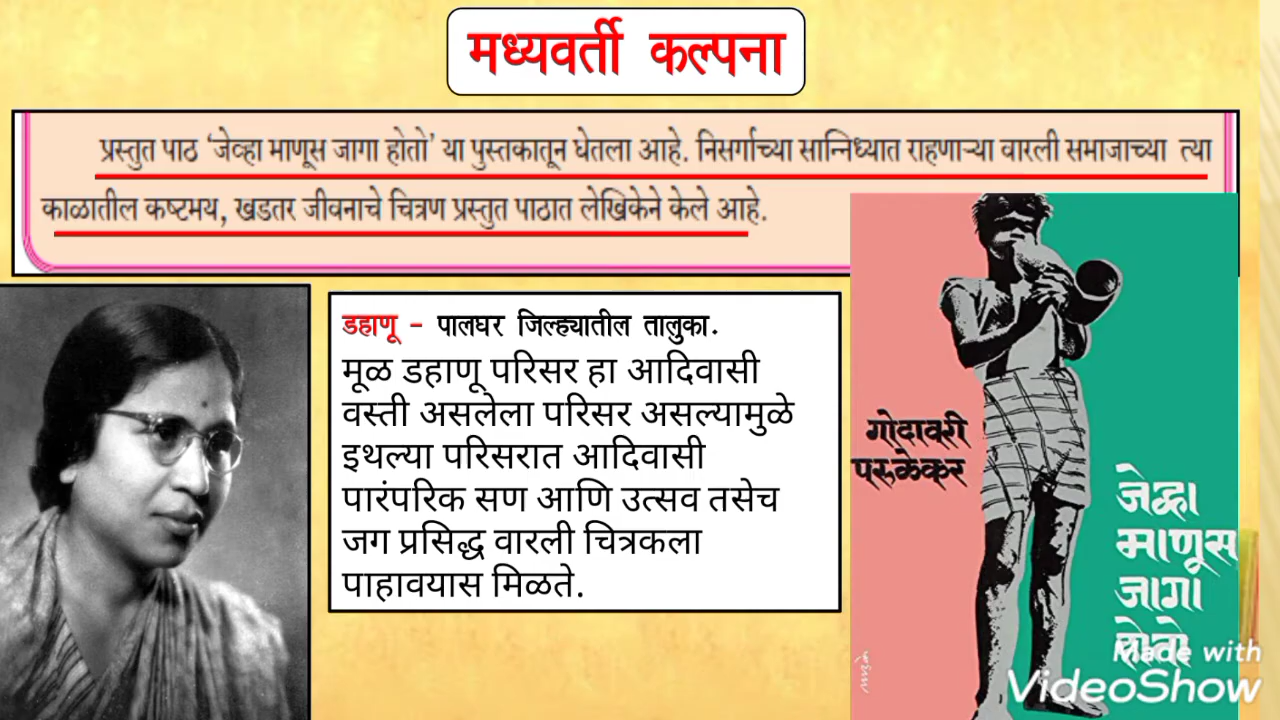 मध्यवर्ती कल्पना
प्रस्तुत पाठ ‘जेव्हा माणूस जागा होतो’ या पुस्तकातून घेतला आहे. निसर्गाच्या सान्निध्यात राहणाऱ्या वारली समाजाच्या त्या
काळातील कष्टमय, खडतर जीवनाचे चित्रण प्रस्तुत पाठात लेखिकेने केले आहे.
डहाणू - पालघर जिल्ह्यातील तालुका.
मूळ डहाणू परिसर हा आदिवासी
वस्ती असलेला परिसर असल्यामुळे
इथल्या परिसरात आदिवासी
पारंपरिक सण आणि उत्सव तसेच
जग प्रसिद्ध वारली चित्रकला
पाहावयास मिळते.
गोदावरी
परुळेकर
जेव्हा
माणूस
जागा
होतो
Made with
VideoShow